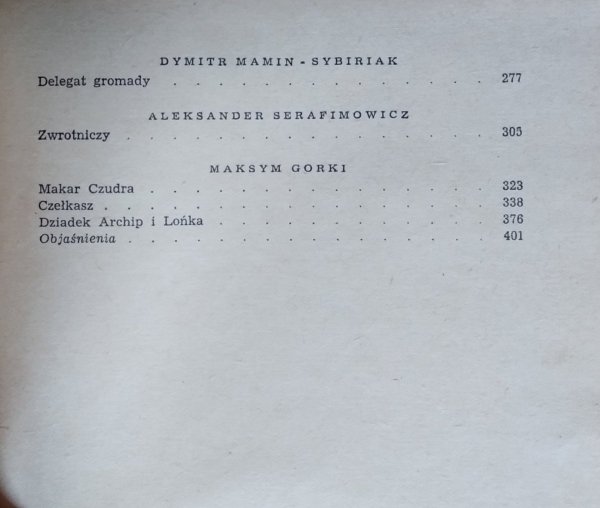 DYMITR MAMIN-SYBIRIAK
Delegat gromady . . . . . . . . . . . . . . 277
ALEKSANDER SERAFIMOWICZ
Zwrotniczy . . . . . . . . . . . . . . 305
MAKSYM GORKI
Makar Czudra . . . . . . . . . . . . . 323
Czełkasz . . . . . . . . . . . . . . . 338
Dziadek Archip i Lońka . . . . . . . . . . 376
Objaśnienia . . . . . . . . . . . . . . 401